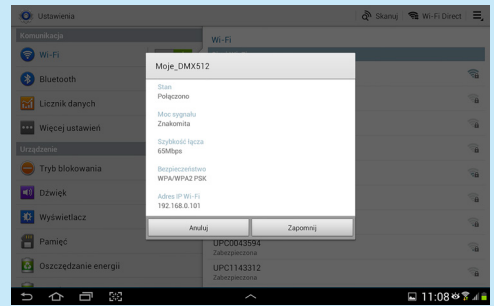 Ustawienia
Skanuj
Wi-Fi Direct
Komunikacja
Wi-Fi
Wi-Fi
Bluetooth
Licznik danych
Więcej ustawień
Urządzenie
Tryb blokowania
Dźwięk
Wyświetlacz
Pamięć
Oszczędzanie energii
Moje_DMX512
Stan
Połączono
Moc sygnału
Znakomita
Szybkość łącza
65Mbps
Bezpieczeństwo
WPA/WPA2 PSK
Adres IP Wi-Fi
192.168.0.101
Anuluj
Zapomnij
UPC0043594
Zabezpieczona
UPC1143312
Zabezpieczona
11:08